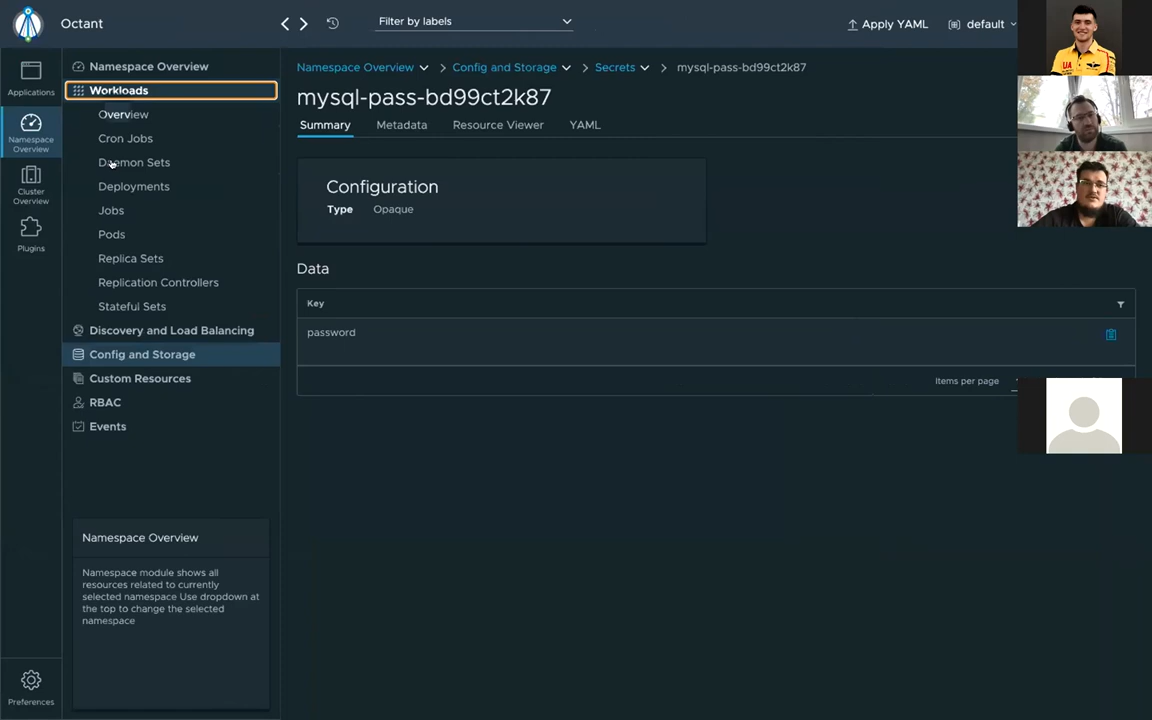 Octant
Filter by labels
Apply YAML
default
Applications
Namespace
Overview
Cluster
Overview
Plugins
Preferences
Namespace Overview
Workloads
Overview
Cron Jobs
Daemon Sets
Deployments
Jobs
Pods
Replica Sets
Replication Controllers
Stateful Sets
Discovery and Load Balancing
Config and Storage
Custom Resources
RBAC
Events
Namespace Overview
Namespace module shows all
resources related to currently
selected namespace Use dropdown at
the top to change the selected
namespace
Namespace Overview
Config and Storage
Secrets
mysql-pass-bd99ct2k87
mysql-pass-bd99ct2k87
Summary
Metadata
Resource Viewer
YAML
Configuration
Type Opaque
Data
Key
password
Items per page
UA